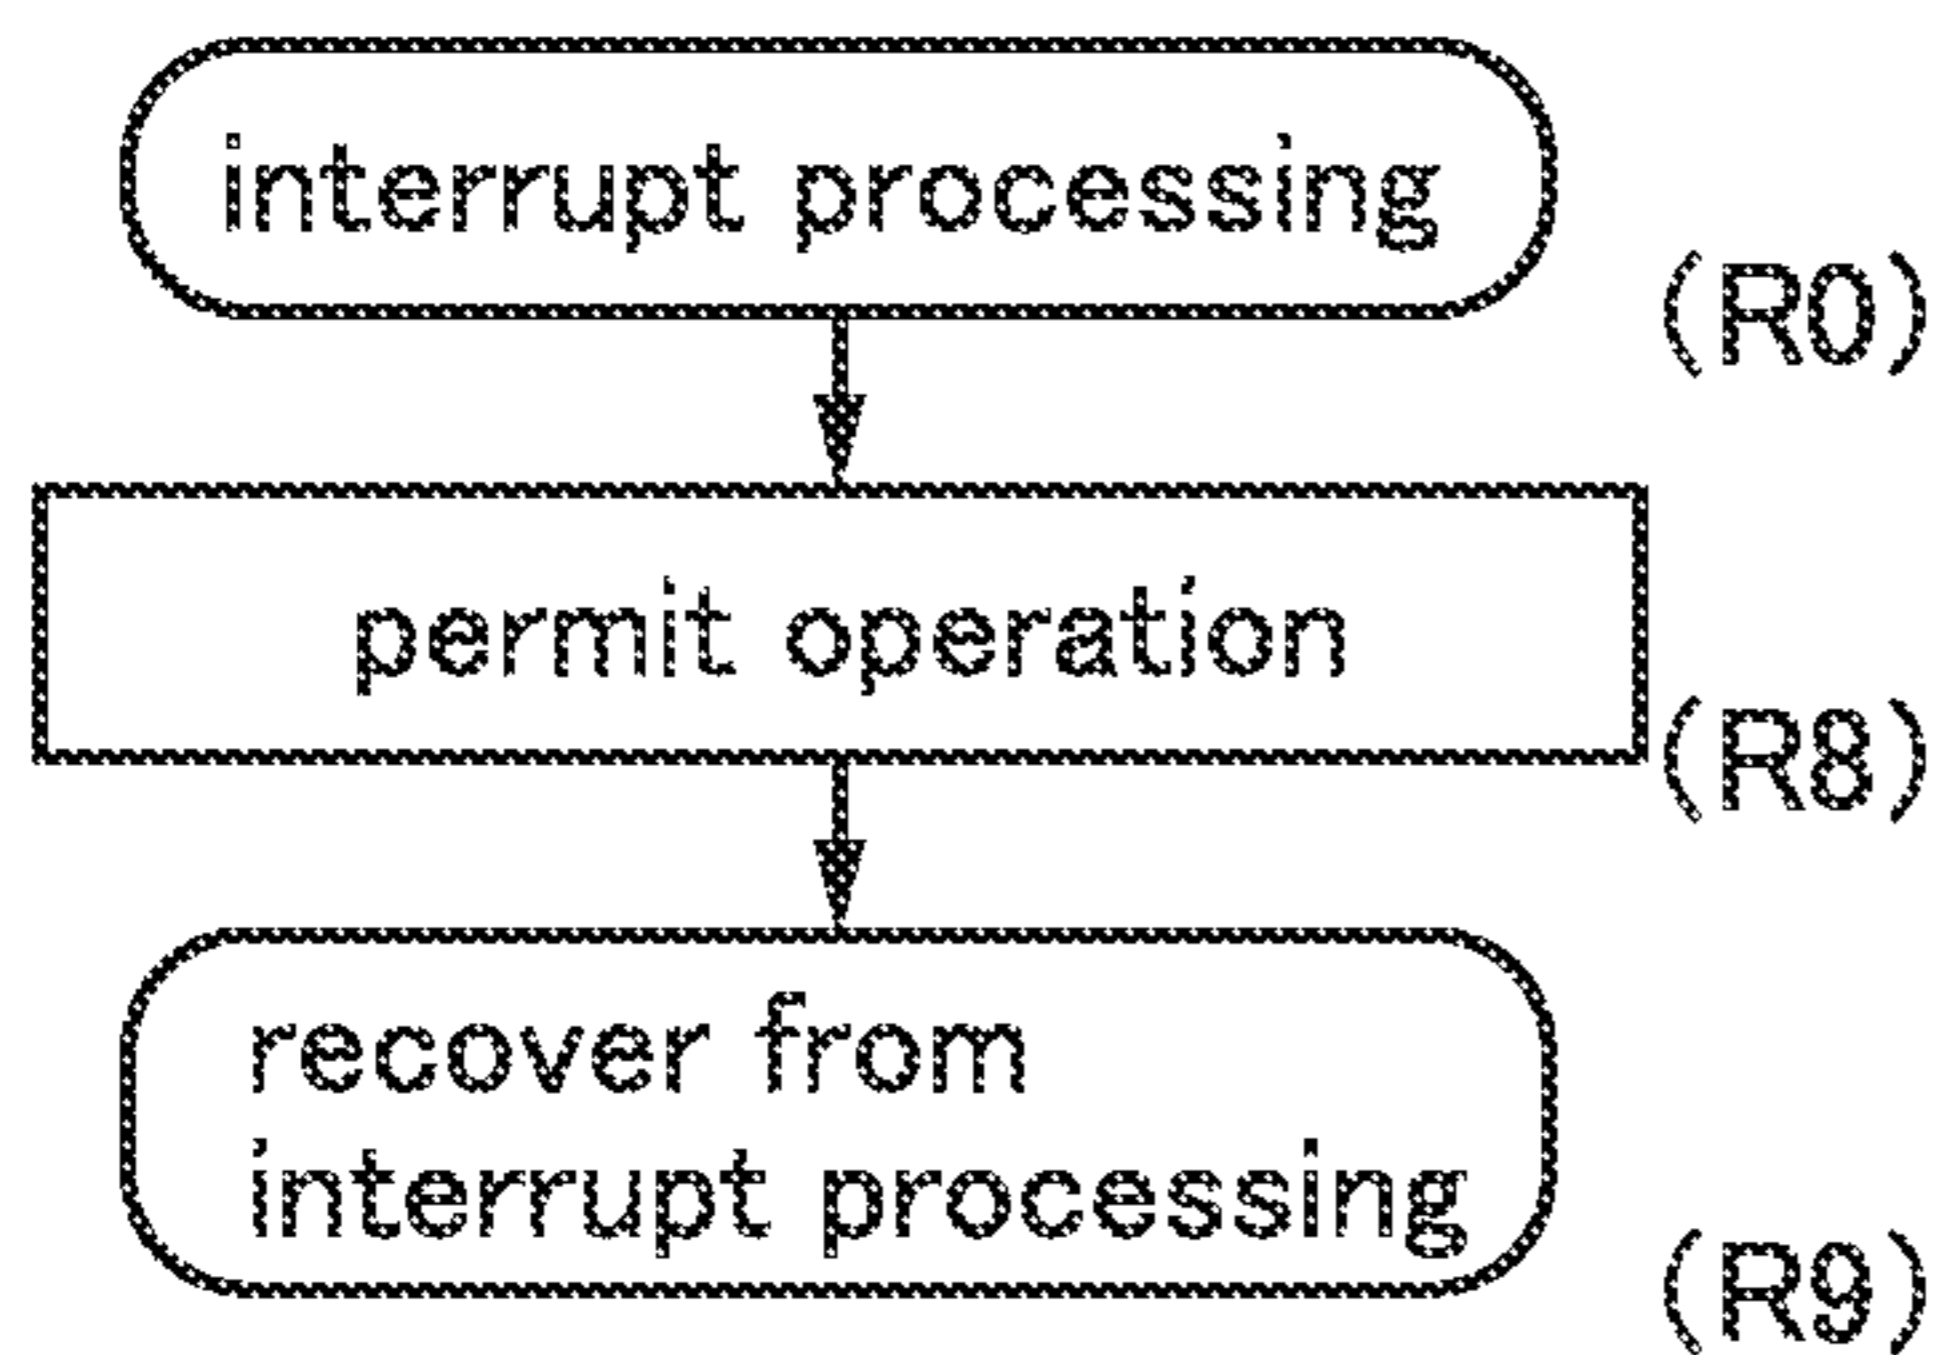 interrupt processing
(R0)
permit operation
(R8)
recover from
interrupt processing
(R9)